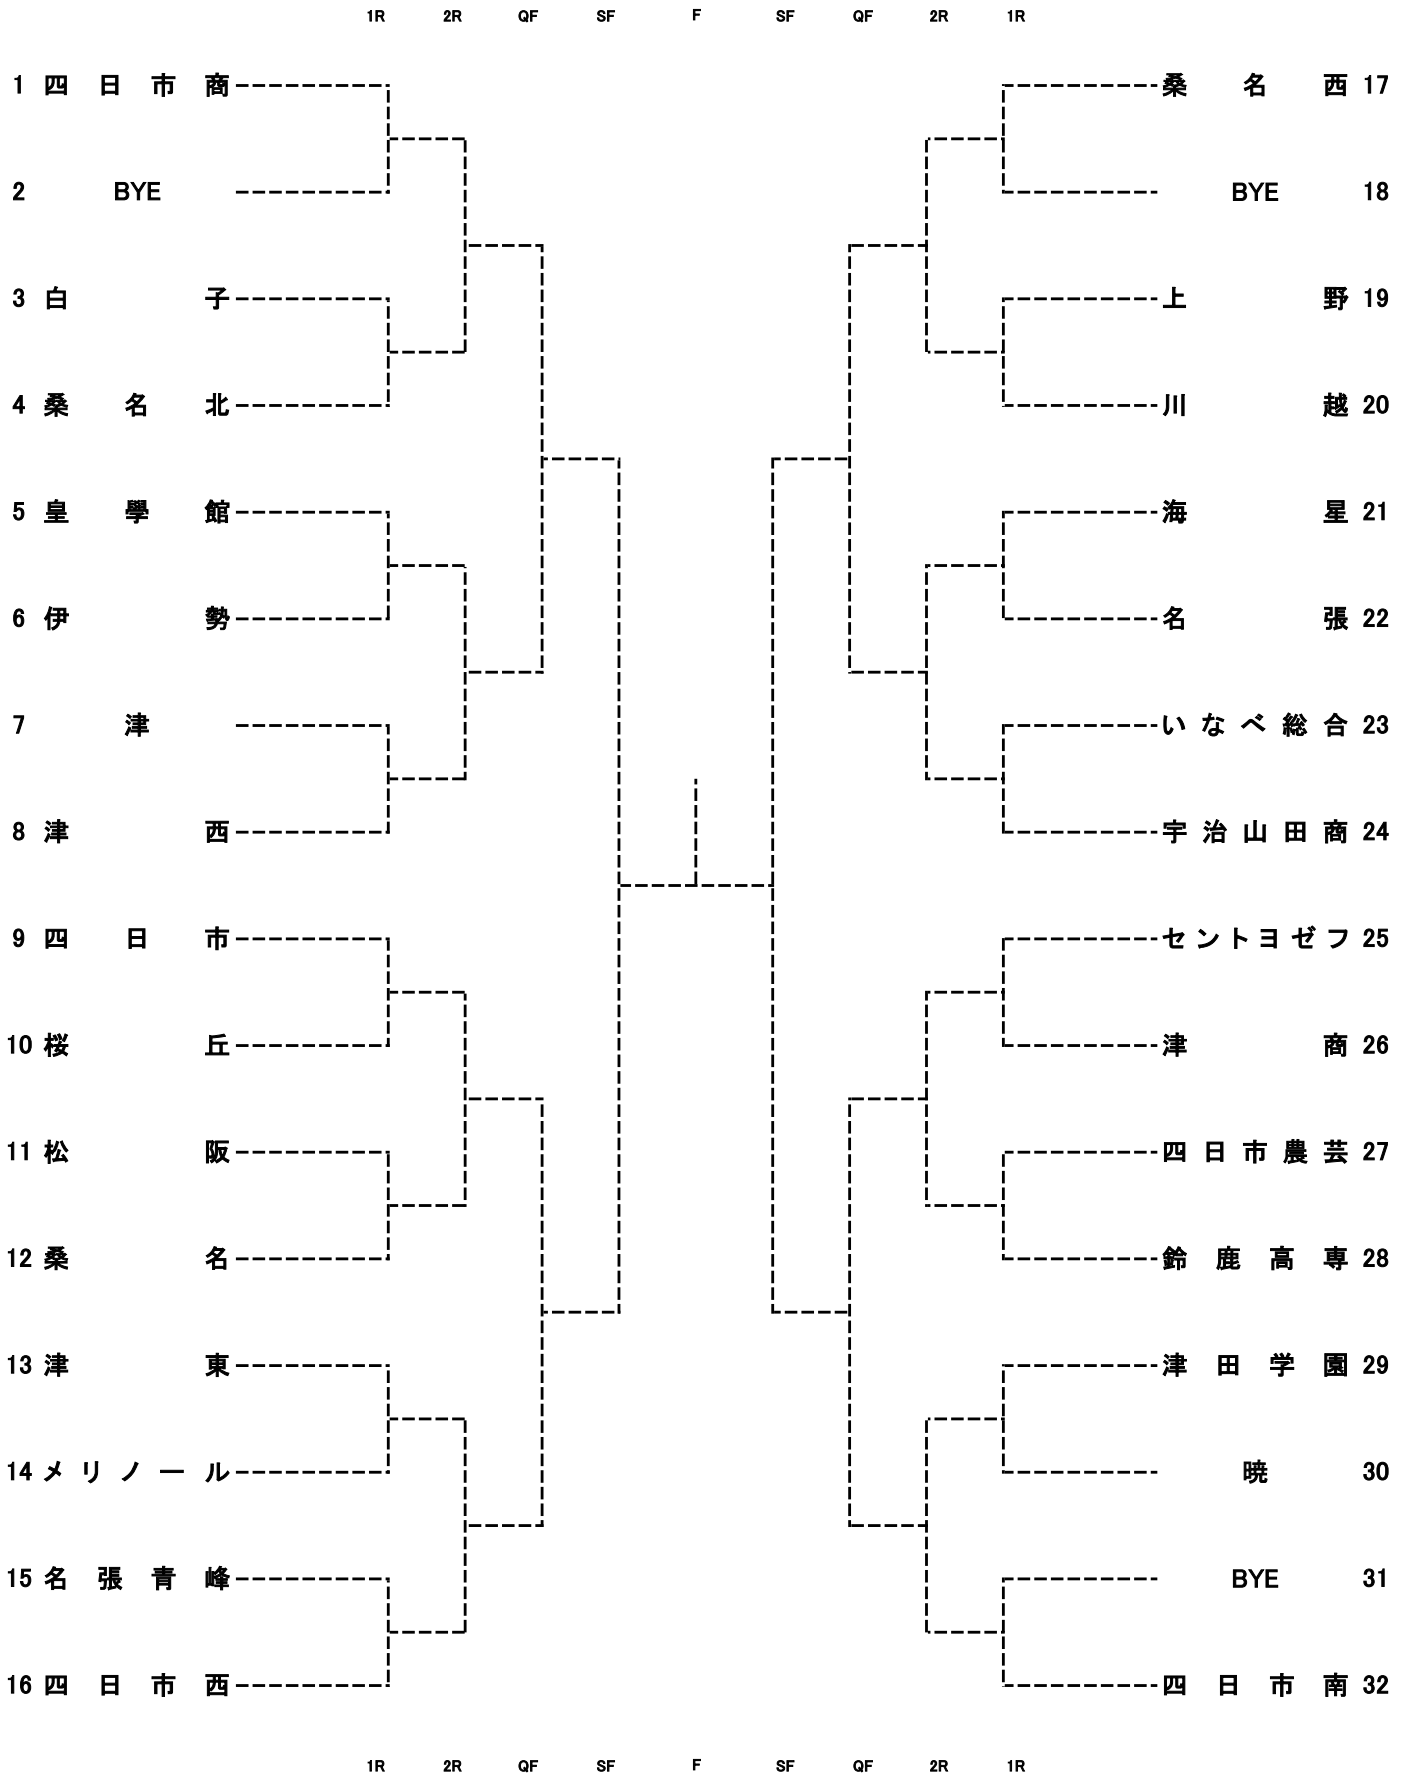 1R 2R QF SF F SF QF 2R 1R
1 四日市商 桑名西 17
2 BYE BYE 18
3 白子 上野 19
4 桑名北 川越 20
5 皇學館 海星 21
6 伊勢 名張 22
7 津 いなべ総合 23
8 津西 宇治山田商 24
9 四日市 セントヨゼフ 25
10 桜丘 津商 26
11 松阪 四日市農芸 27
12 桑名 鈴鹿高専 28
13 津東 津田学園 29
14 メリノール 暁 30
15 名張青峰 BYE 31
16 四日市西 四日市南 32
1R 2R QF SF F SF QF 2R 1R